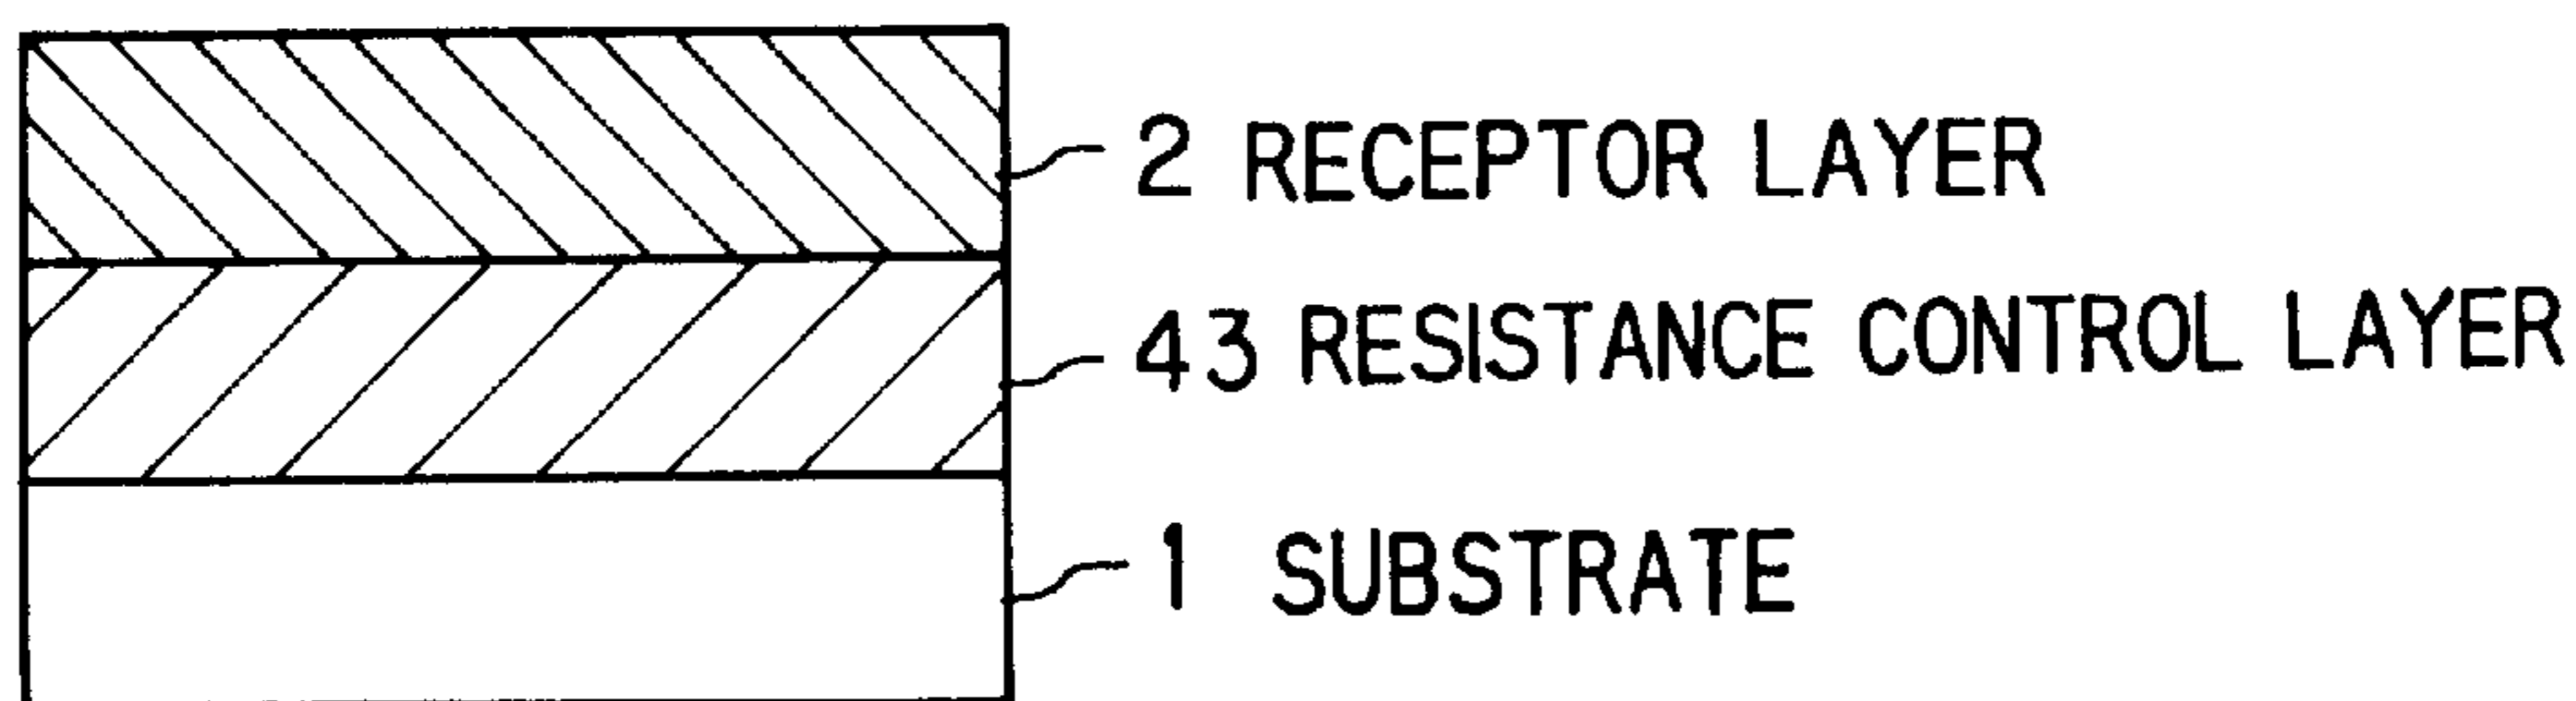 2 RECEPTOR LAYER
43 RESISTANCE CONTROL LAYER
1 SUBSTRATE